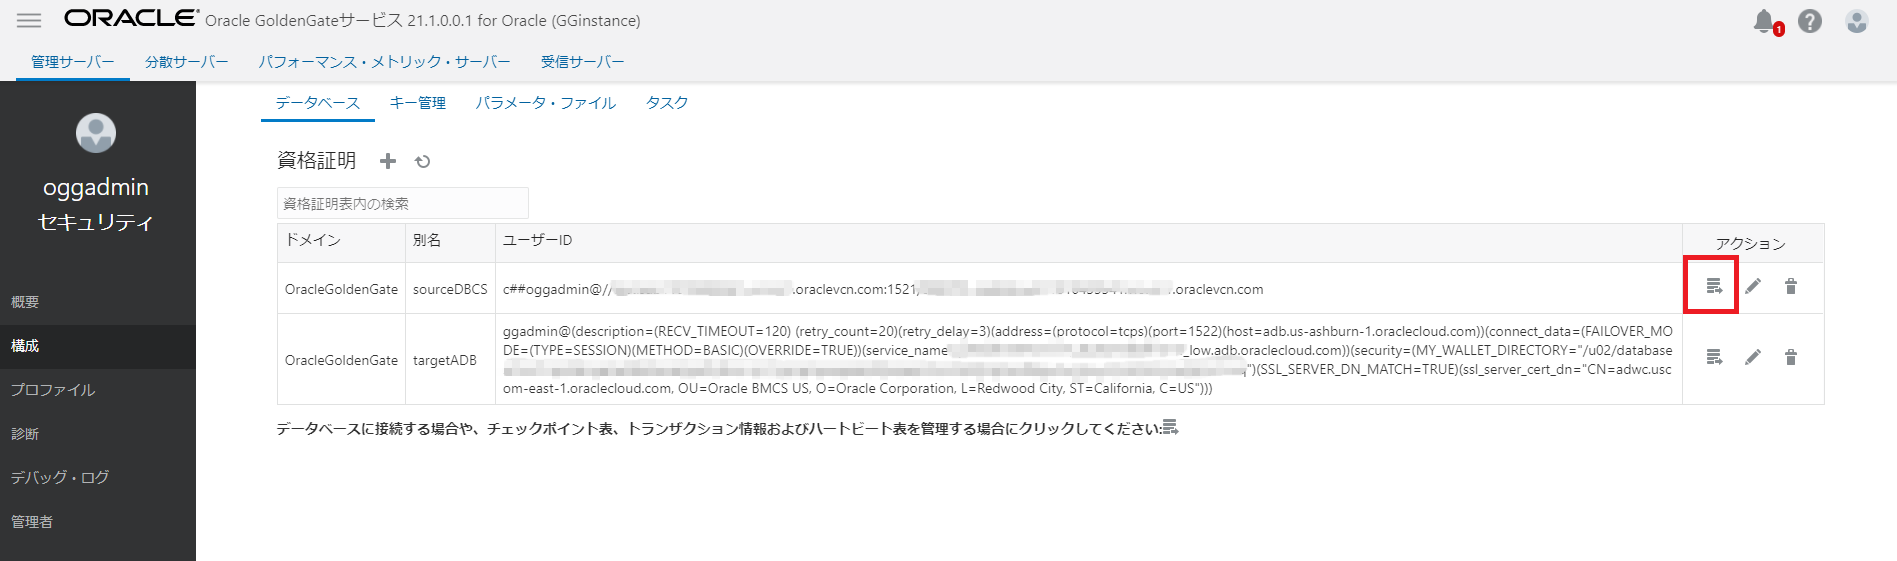 ORACLE Oracle GoldenGateサービス 21.1.0.0.1 for Oracle (GGinstance)
1
?
管理サーバー 分散サーバー パフォーマンス・メトリック・サーバー 受信サーバー
oggadmin
セキュリティ
概要
構成
プロファイル
診断
デバッグ・ログ
管理者
データベース キー管理 パラメータ・ファイル タスク
資格証明
資格証明表内の検索
ドメイン 別名 ユーザーID アクション
OracleGoldenGate sourceDBCS c##oggadmin@// .oraclevcn.com:1521/ .oraclevcn.com
OracleGoldenGate targetADB
ggadmin@(description=(RECV_TIMEOUT=120) (retry_count=20)(retry_delay=3)(address=(protocol=tcps)(port=1522)(host=adb.us-ashburn-1.oraclecloud.com))(connect_data=(FAILOVER_MO
DE=(TYPE=SESSION)(METHOD=BASIC)(OVERRIDE=TRUE))(service_name _low.adb.oraclecloud.com))(security=(MY_WALLET_DIRECTORY="/u02/database
")(SSL_SERVER_DN_MATCH=TRUE)(ssl_server_cert_dn="CN=adwc.usc
om-east-1.oraclecloud.com, OU=Oracle BMCS US, O=Oracle Corporation, L=Redwood City, ST=California, C=US")))
データベースに接続する場合や、チェックポイント表、トランザクション情報およびハートビート表を管理する場合にクリックしてください: